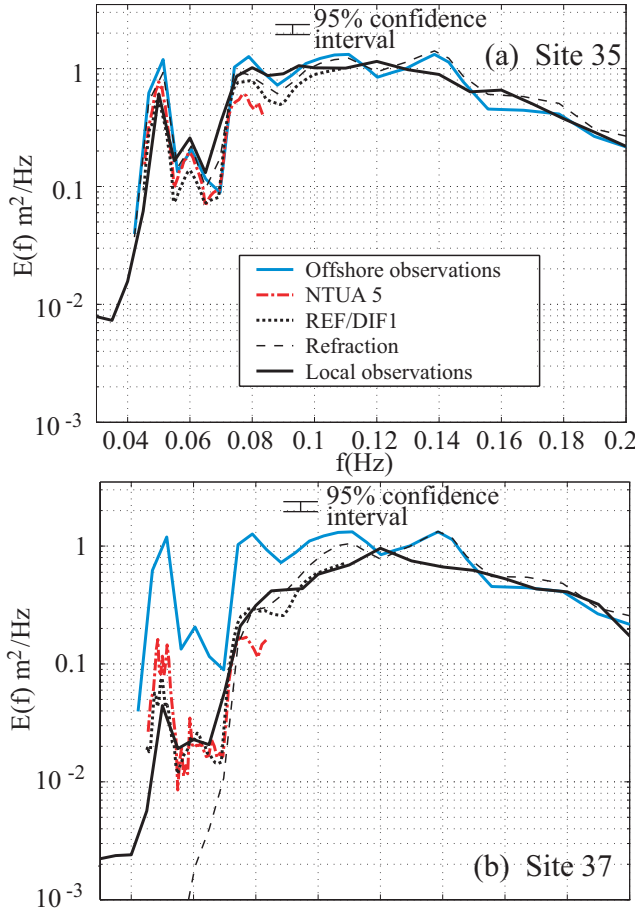 95% confidence
interval
(a) Site 35
1
0.1
10^-2
10^-3
E(f) m^2/Hz
Offshore observations
NTUA 5
REF/DIF1
Refraction
Local observations
0.04 0.06 0.08 0.1 0.12 0.14 0.16 0.18 0.2
f(Hz)
95% confidence
interval
1
0.1
10^-2
10^-3
E(f) m^2/Hz
(b) Site 37